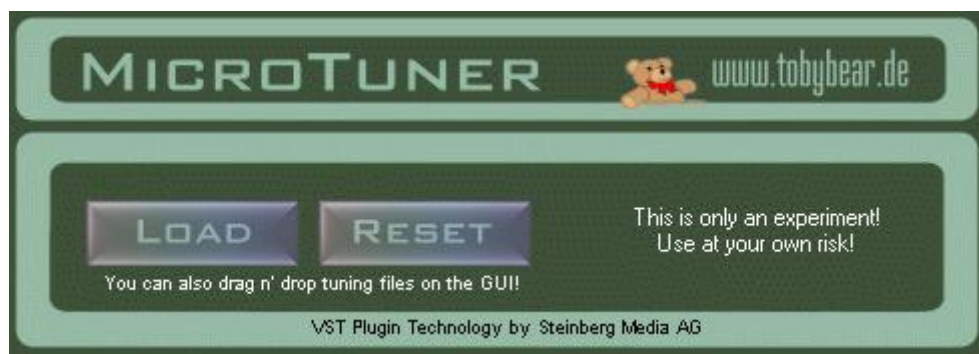 MICROTUNER
www.tobybear.de
LOAD
RESET
This is only an experiment!
Use at your own risk!
You can also drag n' drop tuning files on the GUI!
VST Plugin Technology by Steinberg Media AG